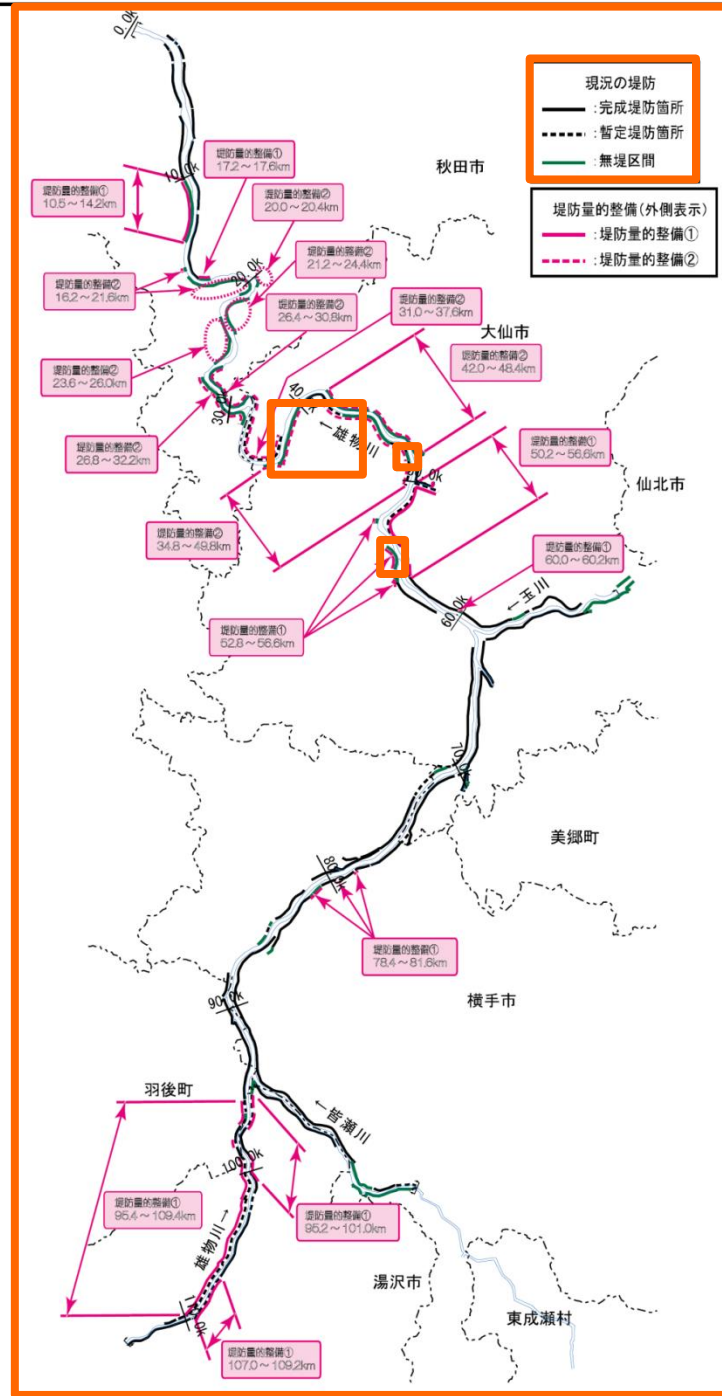 0.0k
現況の堤防
:完成堤防箇所
:暫定堤防箇所
:無堤区間
堤防量的整備(外側表示)
:堤防量的整備①
:堤防量的整備②
秋田市
堤防量的整備①
17.2～17.6km
10.0k
堤防量的整備①
10.5～14.2km
堤防量的整備②
20.0～20.4km
20.0k
堤防量的整備②
21.2～24.4km
堤防量的整備②
16.2～21.6km
堤防量的整備②
26.4～30.8km
堤防量的整備②
31.0～37.6km
大仙市
堤防量的整備②
42.0～48.4km
堤防量的整備②
23.6～26.0km
40.0k
←雄物川
堤防量的整備②
26.8～32.2km
堤防量的整備①
50.2～56.6km
仙北市
堤防量的整備②
34.8～49.8km
堤防量的整備①
60.0～60.2km
60.0k
←玉川
堤防量的整備①
52.8～56.6km
70.0k
美郷町
80.0k
堤防量的整備①
78.4～81.6km
横手市
90.0k
羽後町
←皆瀬川
100.0k
堤防量的整備①
95.4～109.4km
堤防量的整備①
95.2～101.0km
雄物川→
湯沢市
東成瀬村
堤防量的整備①
107.0～109.2km